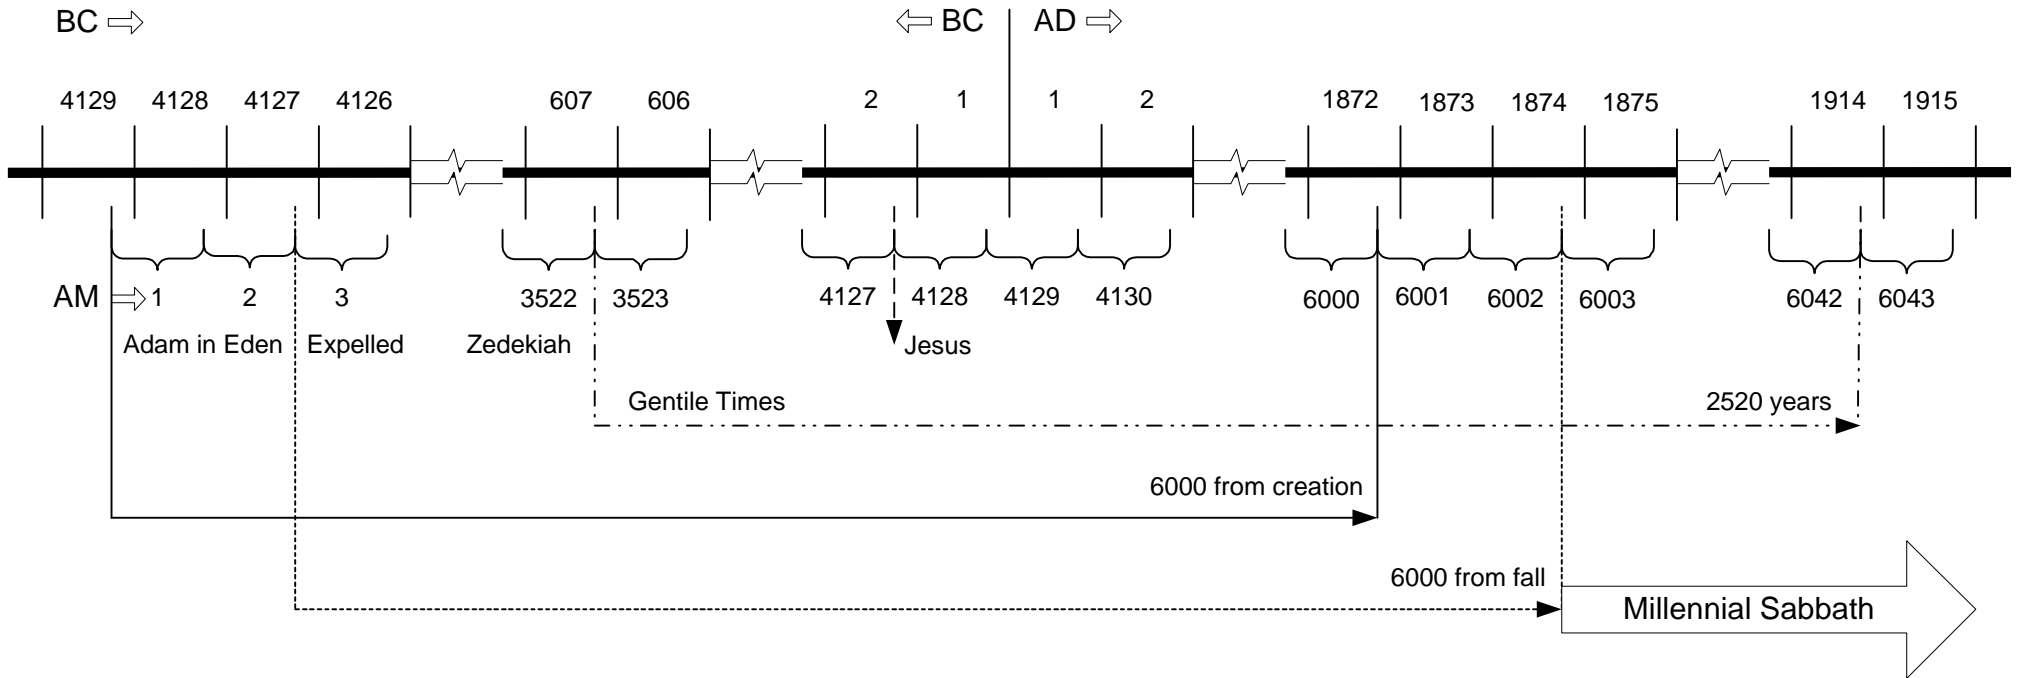 BC BC AD
4129 4128 4127 4126 607 606 2 1 1 2 1872 1873 1874 1875 1914 1915
AM 1 2 3 3522 3523 4127 4128 4129 4130 6000 6001 6002 6003 6042 6043
Adam in Eden Expelled Zedekiah Jesus
Gentile Times 2520 years
6000 from creation
6000 from fall
Millennial Sabbath